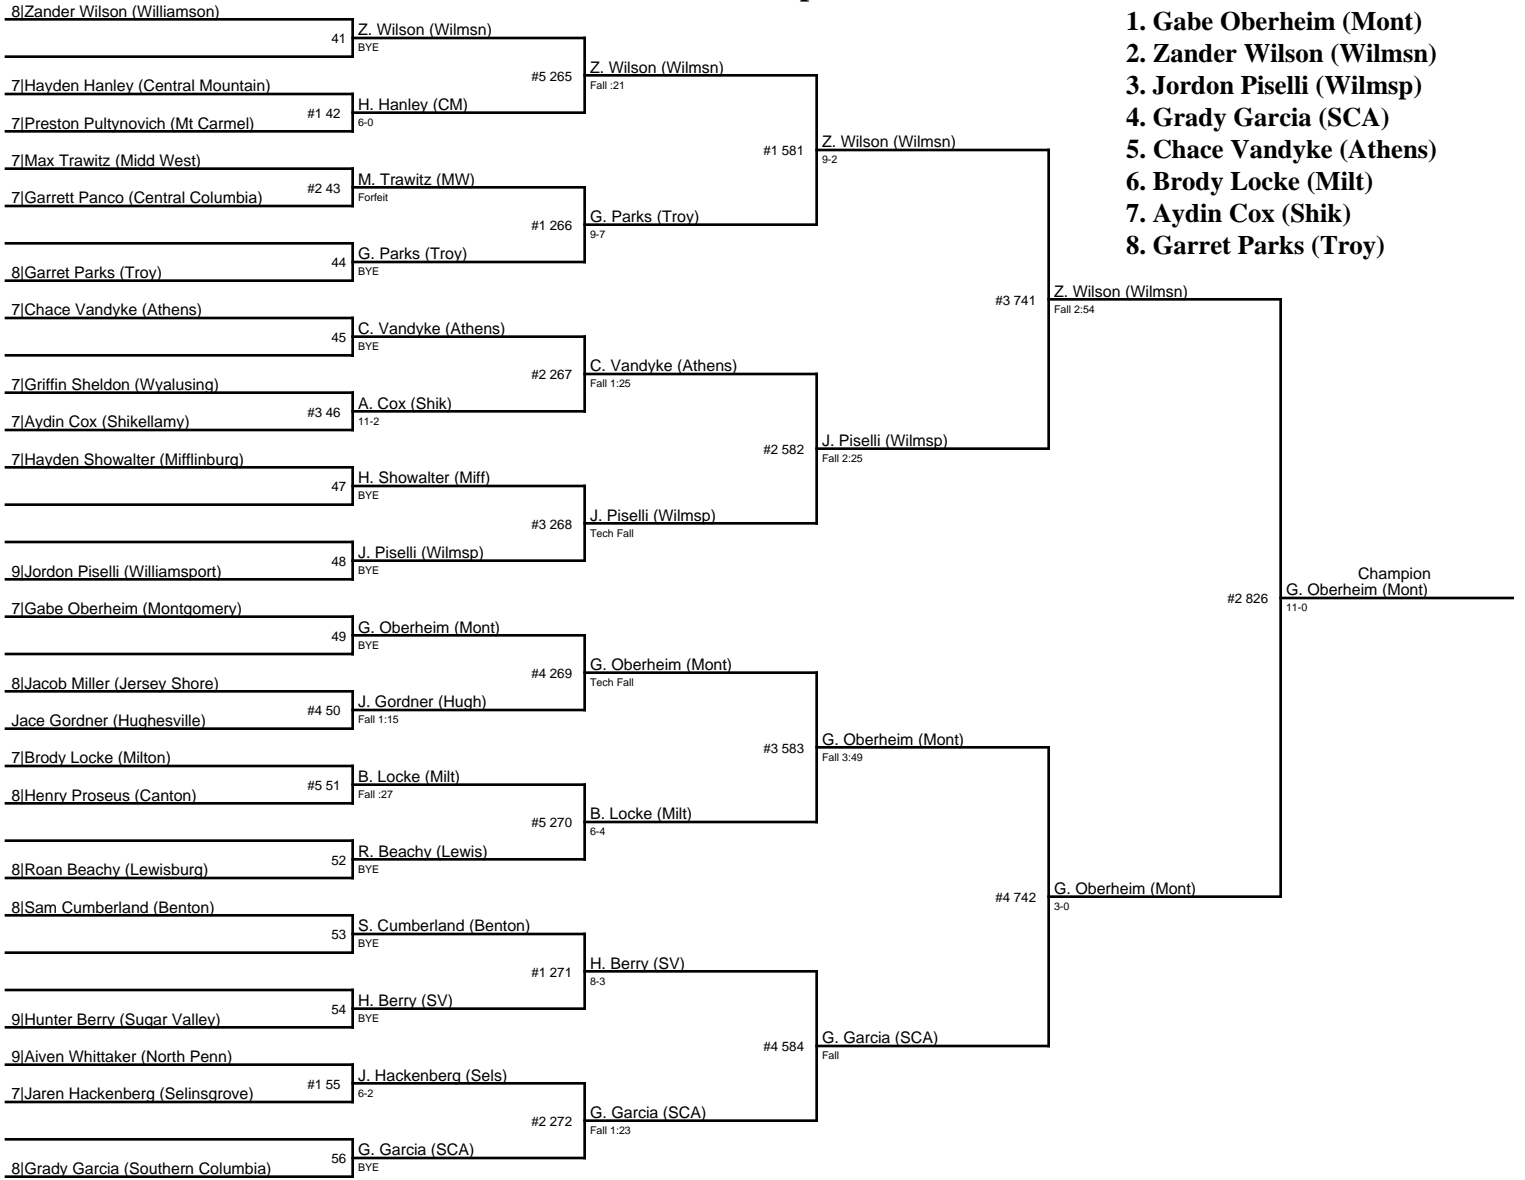 8|Zander Wilson (Williamson)
41
7|Hayden Hanley (Central Mountain)
#1 42
7|Preston Pultynovich (Mt Carmel)
7|Max Trawitz (Midd West)
#2 43
7|Garrett Panco (Central Columbia)
44
8|Garret Parks (Troy)
7|Chace Vandyke (Athens)
45
7|Griffin Sheldon (Wyalusing)
#3 46
7|Aydin Cox (Shikellamy)
7|Hayden Showalter (Mifflinburg)
47
48
9|Jordon Piselli (Williamsport)
7|Gabe Oberheim (Montgomery)
49
8|Jacob Miller (Jersey Shore)
#4 50
Jace Gordner (Hughesville)
7|Brody Locke (Milton)
#5 51
8|Henry Proseus (Canton)
52
8|Roan Beachy (Lewisburg)
8|Sam Cumberland (Benton)
53
54
9|Hunter Berry (Sugar Valley)
9|Aiven Whittaker (North Penn)
#1 55
7|Jaren Hackenberg (Selinsgrove)
56
8|Grady Garcia (Southern Columbia)
Z. Wilson (Wilmsn)
BYE
#5 265
H. Hanley (CM)
6-0
M. Trawitz (MW)
Forfeit
#1 266
G. Parks (Troy)
BYE
C. Vandyke (Athens)
BYE
#2 267
A. Cox (Shik)
11-2
H. Showalter (Miff)
BYE
#3 268
J. Piselli (Wilmsp)
BYE
G. Oberheim (Mont)
BYE
#4 269
J. Gordner (Hugh)
Fall 1:15
B. Locke (Milt)
Fall :27
#5 270
R. Beachy (Lewis)
BYE
S. Cumberland (Benton)
BYE
#1 271
H. Berry (SV)
BYE
J. Hackenberg (Sels)
6-2
#2 272
G. Garcia (SCA)
BYE
Z. Wilson (Wilmsn)
Fall :21
#1 581
G. Parks (Troy)
9-7
C. Vandyke (Athens)
Fall 1:25
#2 582
J. Piselli (Wilmsp)
Tech Fall
G. Oberheim (Mont)
Tech Fall
#3 583
B. Locke (Milt)
6-4
H. Berry (SV)
8-3
#4 584
G. Garcia (SCA)
Fall 1:23
Z. Wilson (Wilmsn)
9-2
#3 741
J. Piselli (Wilmsp)
Fall 2:25
G. Oberheim (Mont)
Fall 3:49
#4 742
G. Garcia (SCA)
Fall
Z. Wilson (Wilmsn)
Fall 2:54
#2 826
G. Oberheim (Mont)
3-0
Champion
G. Oberheim (Mont)
11-0
1. Gabe Oberheim (Mont)
2. Zander Wilson (Wilmsn)
3. Jordon Piselli (Wilmsp)
4. Grady Garcia (SCA)
5. Chace Vandyke (Athens)
6. Brody Locke (Milt)
7. Aydin Cox (Shik)
8. Garret Parks (Troy)